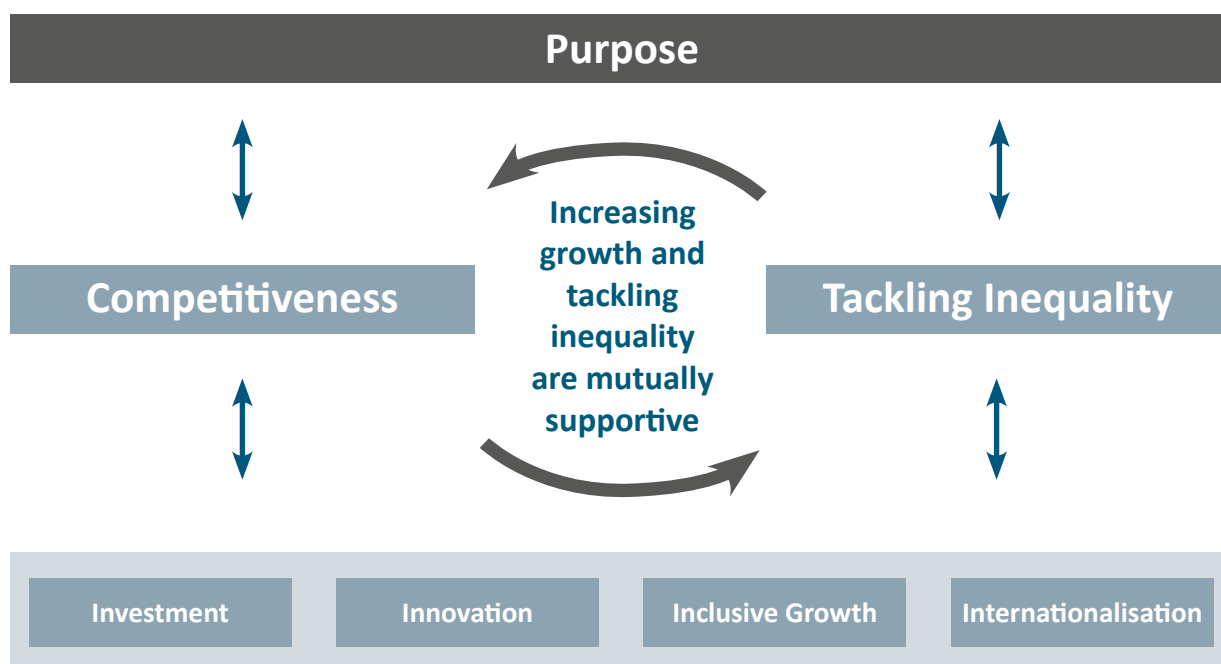 Purpose
Increasing
growth and
tackling
inequality
are mutually
supportive
Competitiveness
Tackling Inequality
Investment
Innovation
Inclusive Growth
Internationalisation